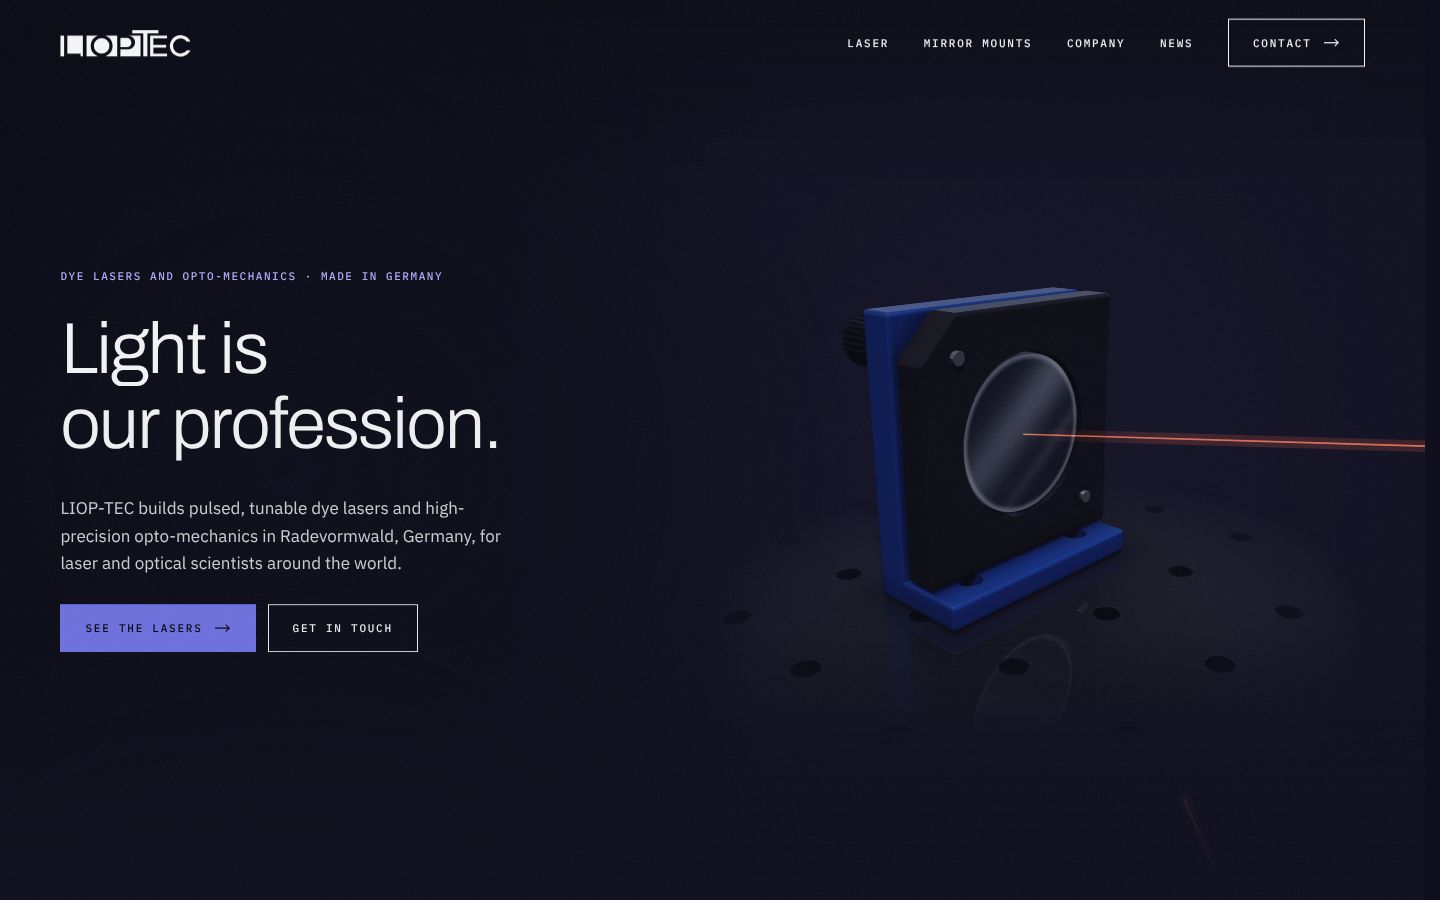 LIOPTEC
LASER
MIRROR MOUNTS
COMPANY
NEWS
CONTACT
DYE LASERS AND OPTO-MECHANICS · MADE IN GERMANY
Light is
our profession.
LIOP-TEC builds pulsed, tunable dye lasers and high-
precision opto-mechanics in Radevormwald, Germany, for
laser and optical scientists around the world.
SEE THE LASERS
GET IN TOUCH